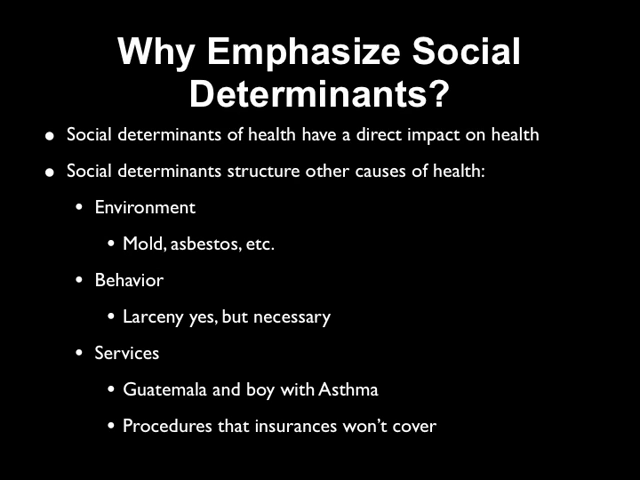 Why Emphasize Social
Determinants?
• Social determinants of health have a direct impact on health
• Social determinants structure other causes of health:
• Environment
• Mold, asbestos, etc.
• Behavior
• Larceny yes, but necessary
• Services
• Guatemala and boy with Asthma
• Procedures that insurances won't cover